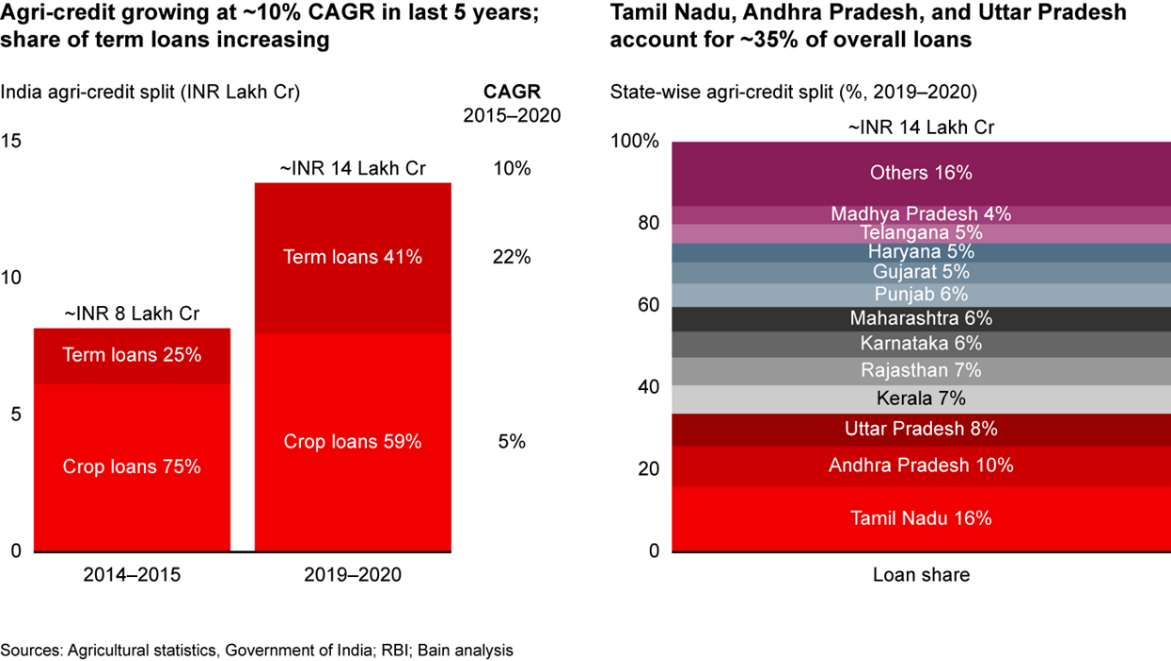 Agri-credit growing at ~10% CAGR in last 5 years;
share of term loans increasing
India agri-credit split (INR Lakh Cr)
CAGR
2015–2020
15
10
5
0
~INR 8 Lakh Cr
Term loans 25%
Crop loans 75%
2014–2015
~INR 14 Lakh Cr
Term loans 41%
Crop loans 59%
2019–2020
10%
22%
5%
Tamil Nadu, Andhra Pradesh, and Uttar Pradesh
account for ~35% of overall loans
State-wise agri-credit split (%, 2019–2020)
~INR 14 Lakh Cr
100%
80
60
40
20
0
Others 16%
Madhya Pradesh 4%
Telangana 5%
Haryana 5%
Gujarat 5%
Punjab 6%
Maharashtra 6%
Karnataka 6%
Rajasthan 7%
Kerala 7%
Uttar Pradesh 8%
Andhra Pradesh 10%
Tamil Nadu 16%
Loan share
Sources: Agricultural statistics, Government of India; RBI; Bain analysis